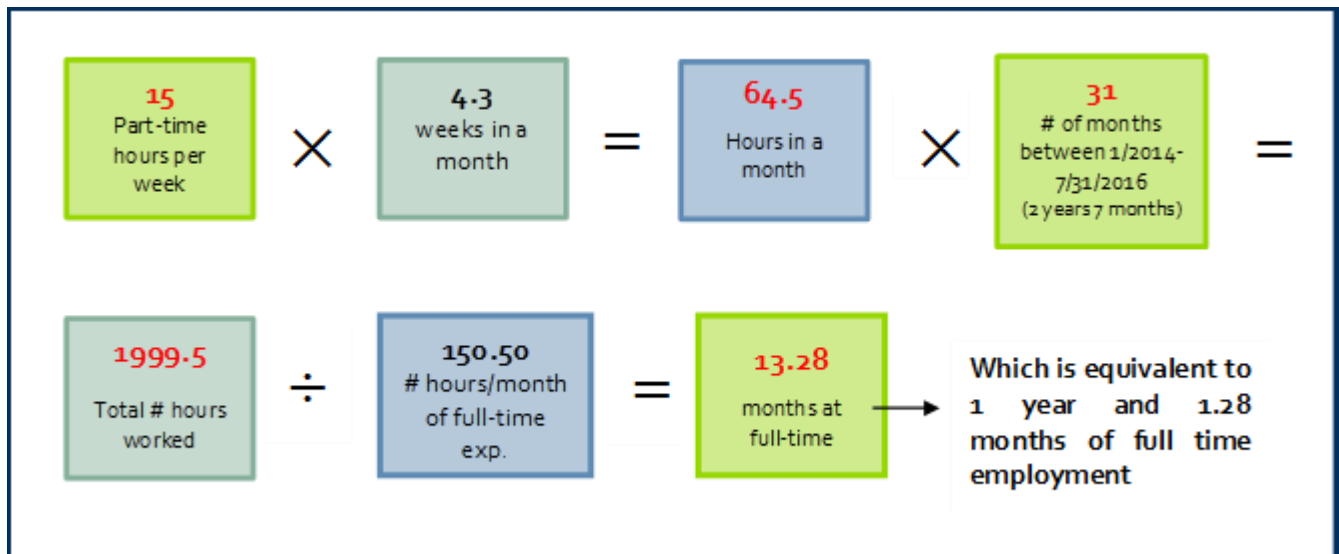 15
Part-time
hours per
week
×
4.3
weeks in a
month
=
64.5
Hours in a
month
×
31
# of months
between 1/2014-
7/31/2016
(2 years 7 months)
=
1999.5
Total # hours
worked
÷
150.50
# hours/month
of full-time
exp.
=
13.28
months at
full-time
Which is equivalent to
1 year and 1.28
months of full time
employment